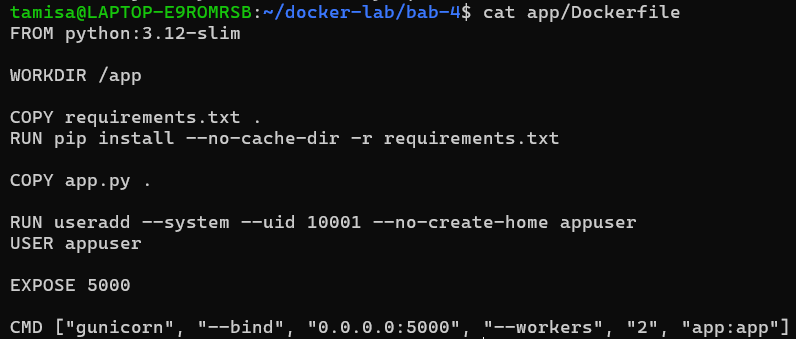 tamisa@LAPTOP-E9ROMRSB:~/docker-lab/bab-4$ cat app/Dockerfile
FROM python:3.12-slim
WORKDIR /app
COPY requirements.txt .
RUN pip install --no-cache-dir -r requirements.txt
COPY app.py .
RUN useradd --system --uid 10001 --no-create-home appuser
USER appuser
EXPOSE 5000
CMD ["gunicorn", "--bind", "0.0.0.0:5000", "--workers", "2", "app:app"]